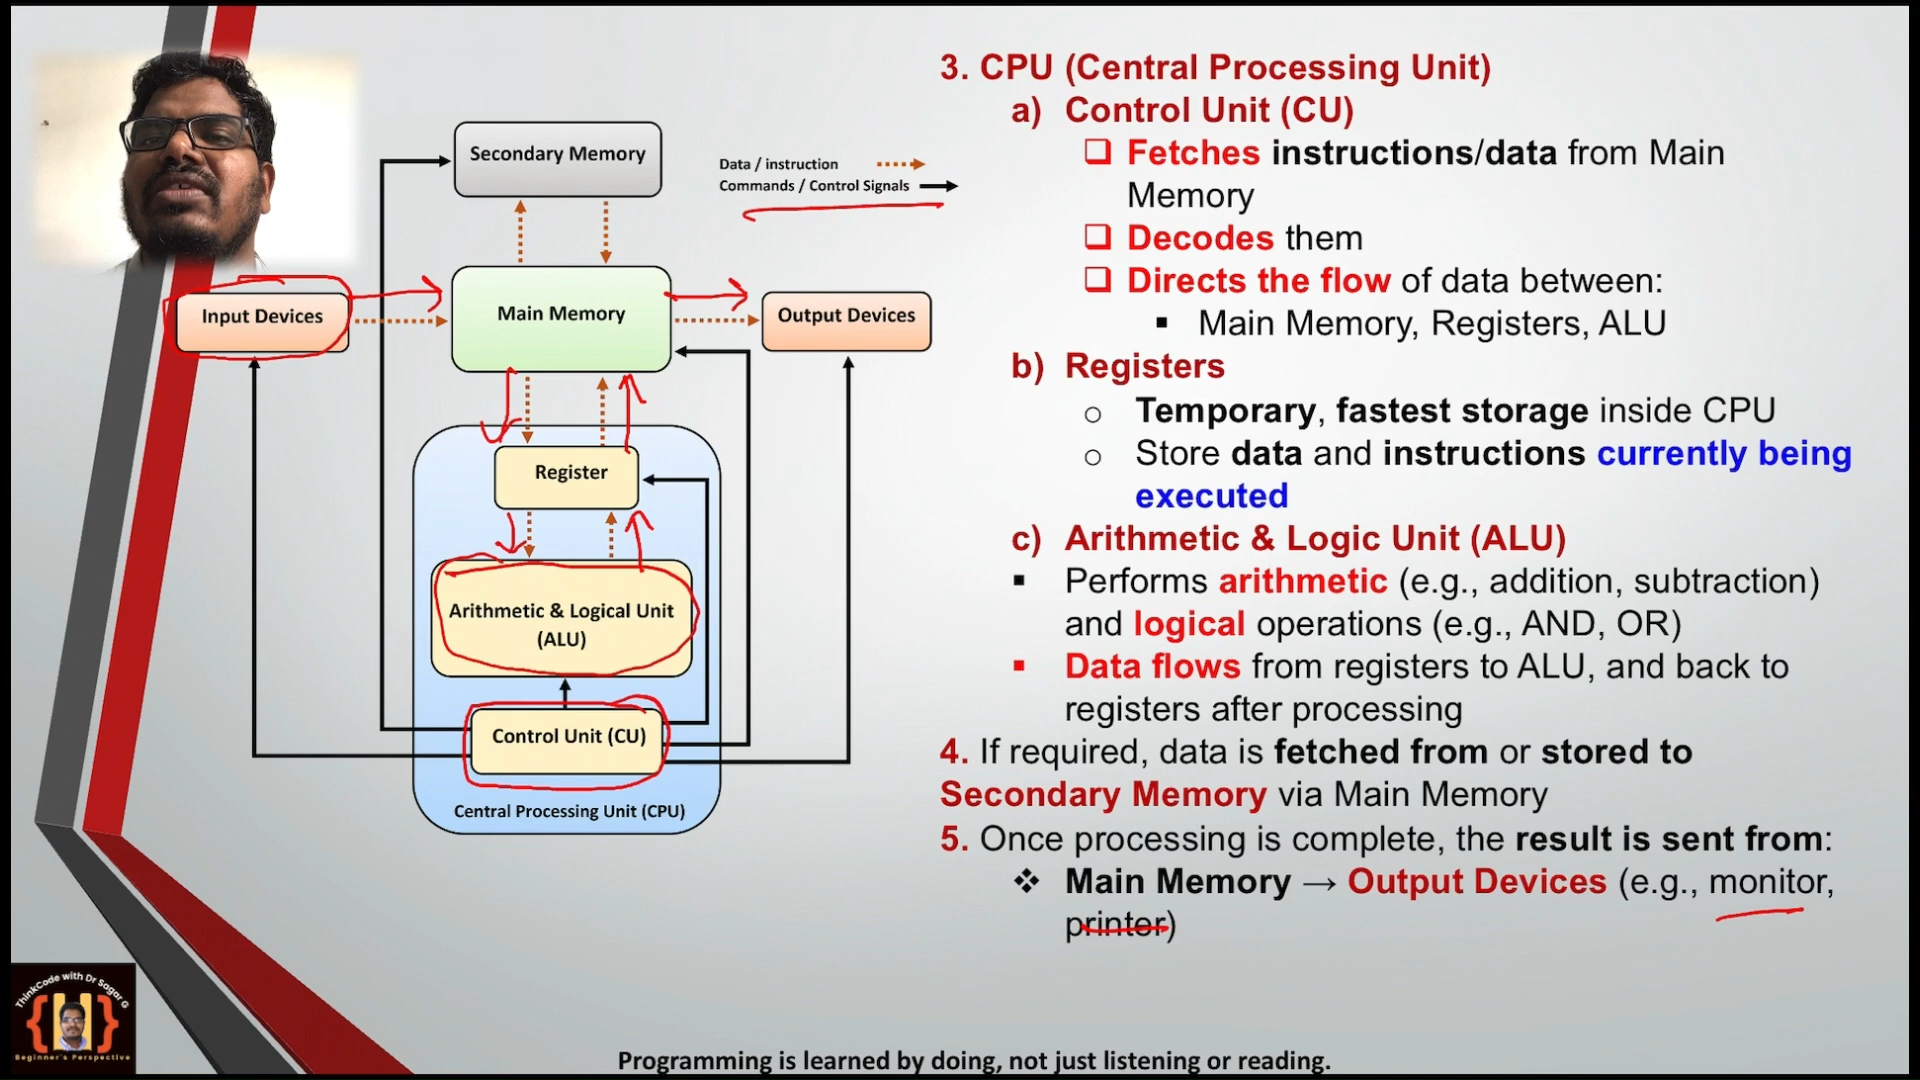 Secondary Memory
Data / instruction
Commands / Control Signals
Input Devices
Main Memory
Output Devices
Register
Arithmetic & Logical Unit
(ALU)
Control Unit (CU)
Central Processing Unit (CPU)
3. CPU (Central Processing Unit)
a) Control Unit (CU)
❑ Fetches instructions/data from Main
Memory
❑ Decodes them
❑ Directs the flow of data between:
▪ Main Memory, Registers, ALU
b) Registers
o Temporary, fastest storage inside CPU
o Store data and instructions currently being
executed
c) Arithmetic & Logic Unit (ALU)
▪ Performs arithmetic (e.g., addition, subtraction)
and logical operations (e.g., AND, OR)
▪ Data flows from registers to ALU, and back to
registers after processing
4. If required, data is fetched from or stored to
Secondary Memory via Main Memory
5. Once processing is complete, the result is sent from:
❖ Main Memory → Output Devices (e.g., monitor,
printer)
ThinkCode with Dr Sagar G
Beginner's Perspective
Programming is learned by doing, not just listening or reading.